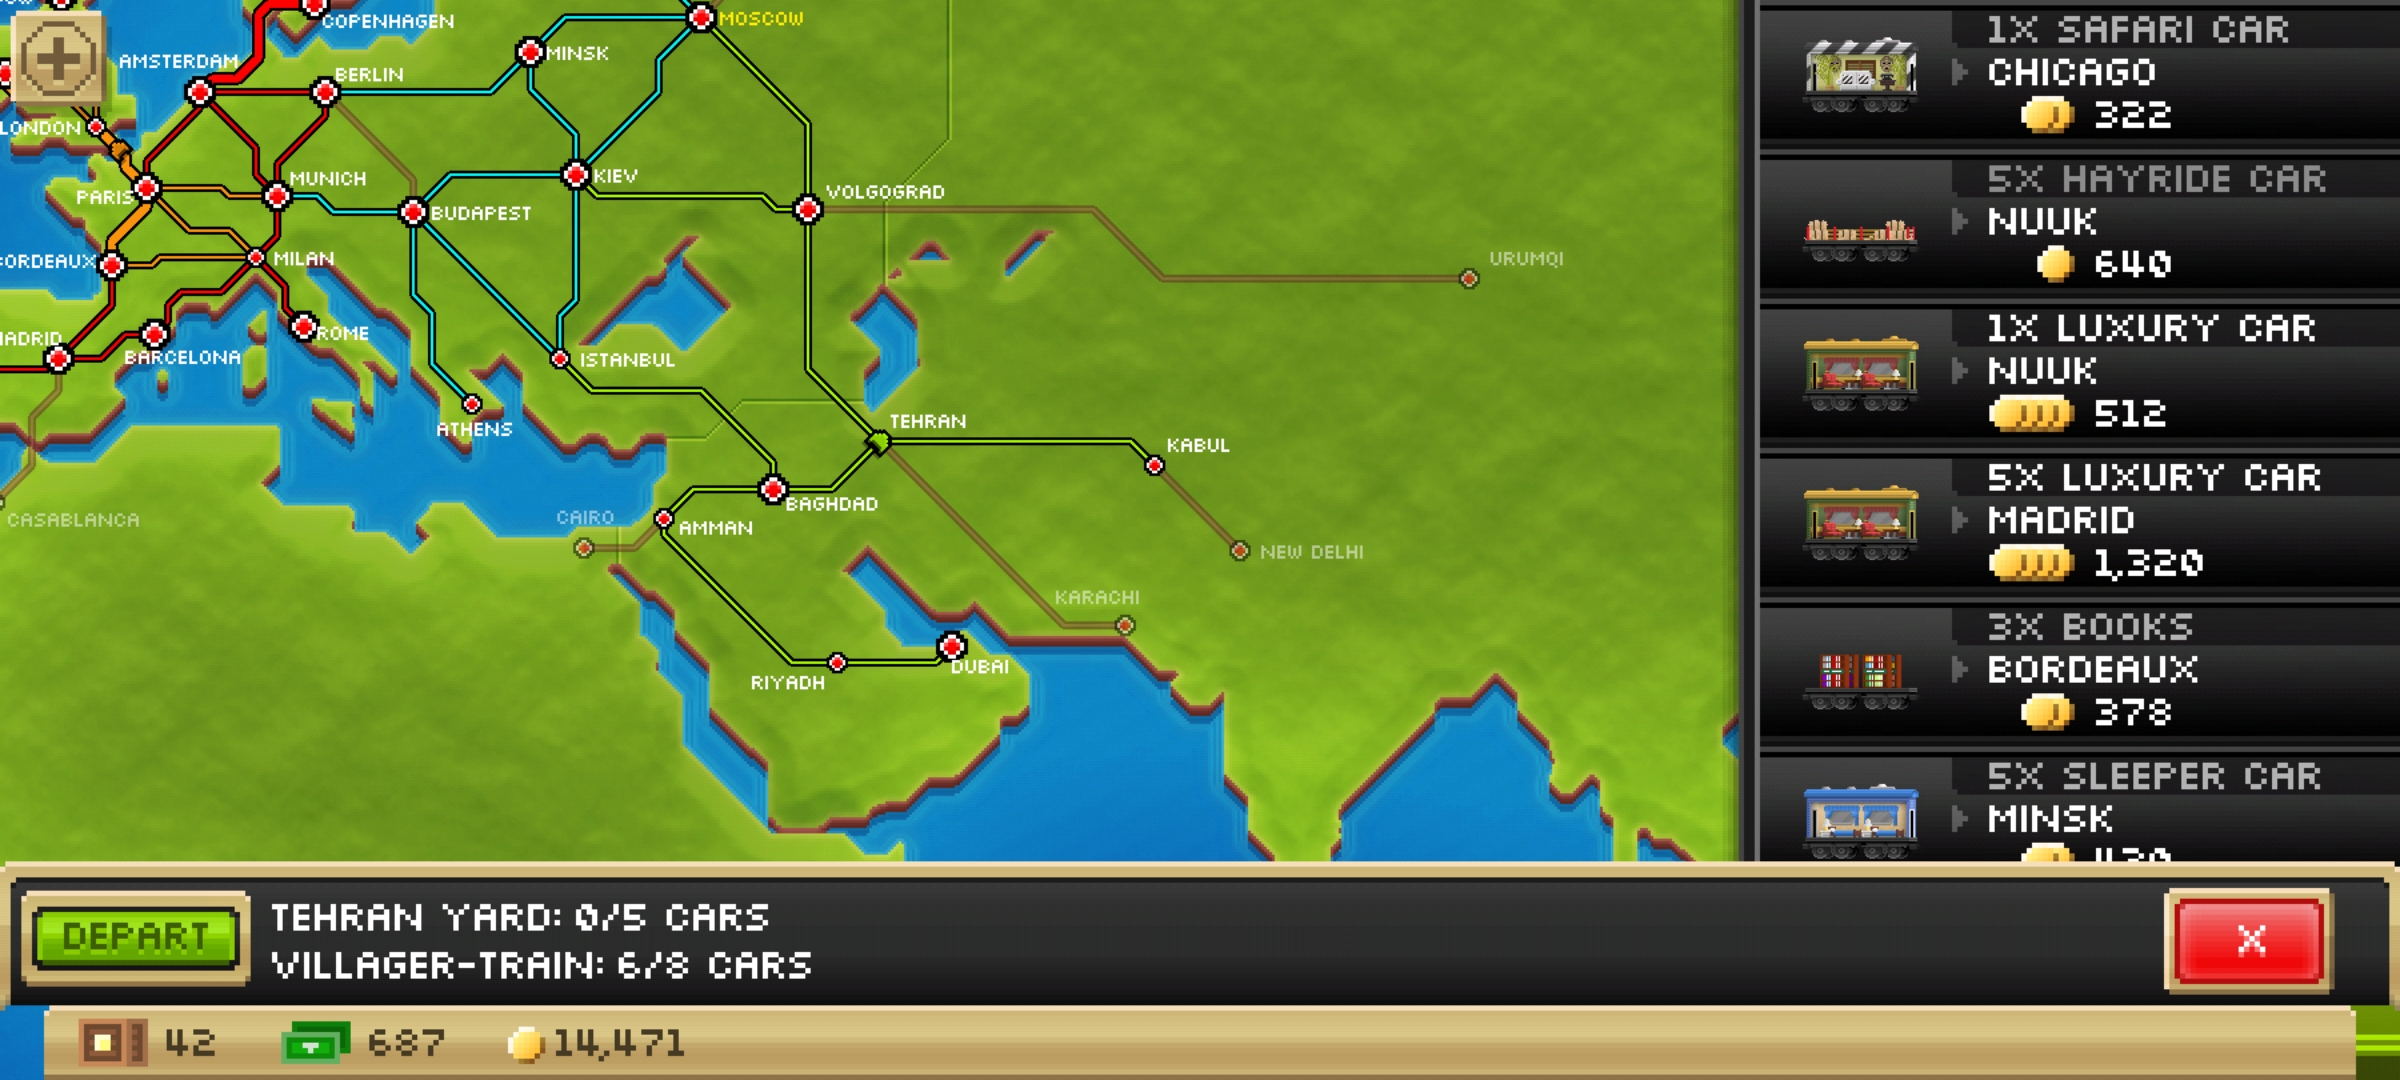 COPENHAGEN
MOSCOW
MINSK
AMSTERDAM
BERLIN
LONDON
PARIS
MUNICH
KIEV
VOLGOGRAD
BUDAPEST
MILAN
URUMQI
ROME
BARCELONA
ISTANBUL
ATHENS
TEHRAN
KABUL
BAGHDAD
CASABLANCA
CAIRO
AMMAN
NEW DELHI
KARACHI
DUBAI
RIYADH
1X SAFARI CAR
CHICAGO
322
5X HAYRIDE CAR
NUUK
640
1X LUXURY CAR
NUUK
512
5X LUXURY CAR
MADRID
1,320
3X BOOKS
BORDEAUX
378
5X SLEEPER CAR
MINSK
DEPART
TEHRAN YARD: 0/5 CARS
VILLAGER-TRAIN: 6/8 CARS
X
42
687
14,471